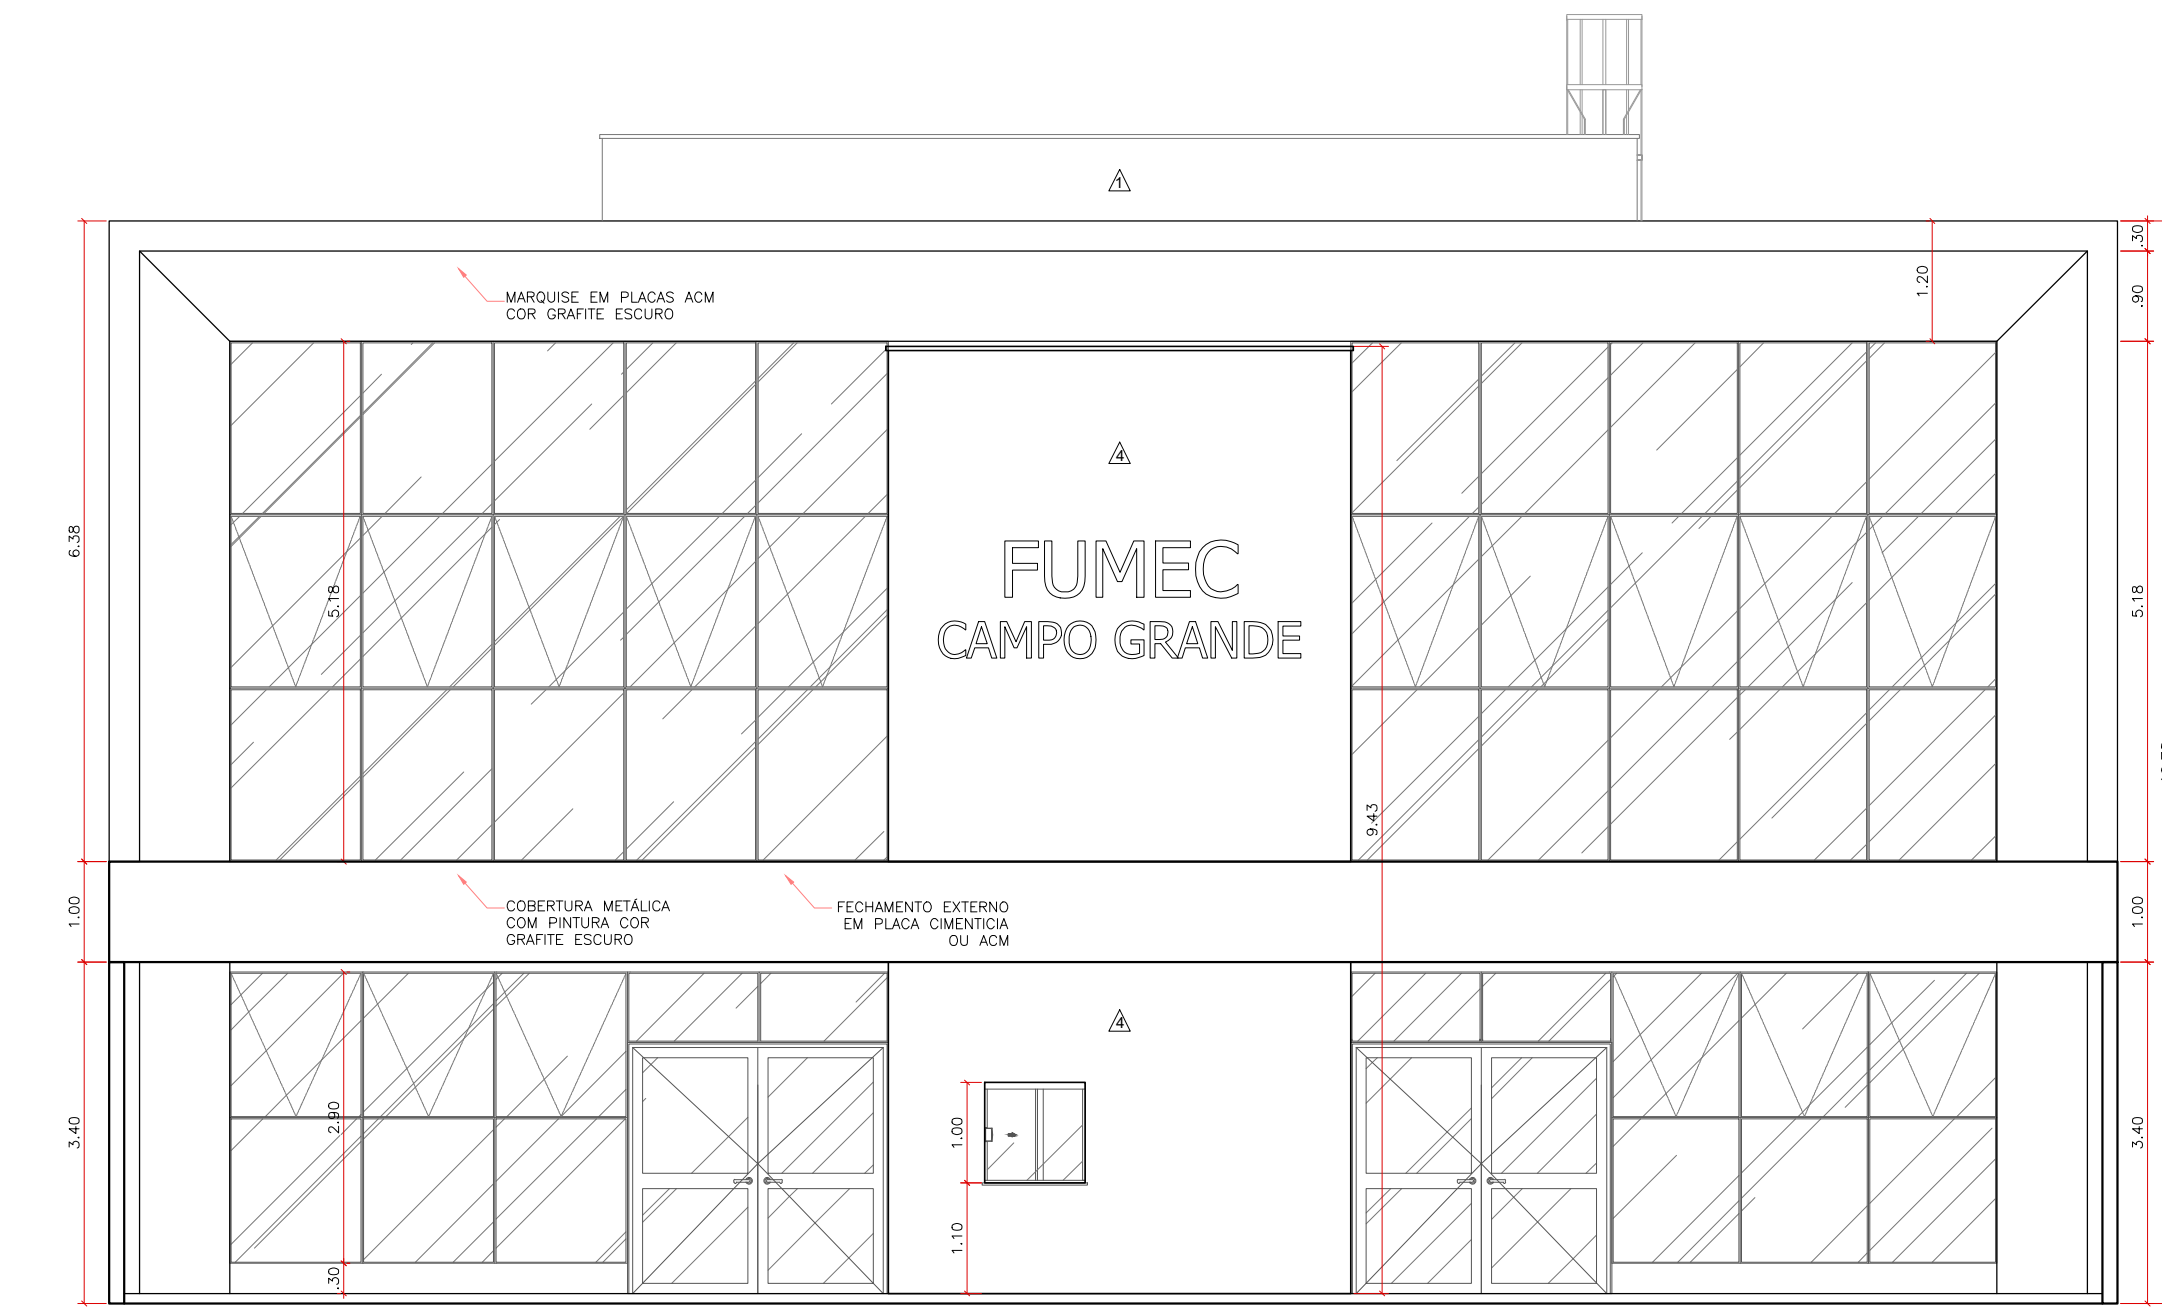 1
.30
1.20
.90
MARQUISE EM PLACAS ACM
COR GRAFITE ESCURO
4
6.38
FUMEC
5.18
5.18
CAMPO GRANDE
9.43
1.00
COBERTURA METÁLICA
COM PINTURA COR
GRAFITE ESCURO
FECHAMENTO EXTERNO
EM PLACA CIMENTICIA
OU ACM
1.00
4
3.40
2.90
1.00
3.40
1.10
.30